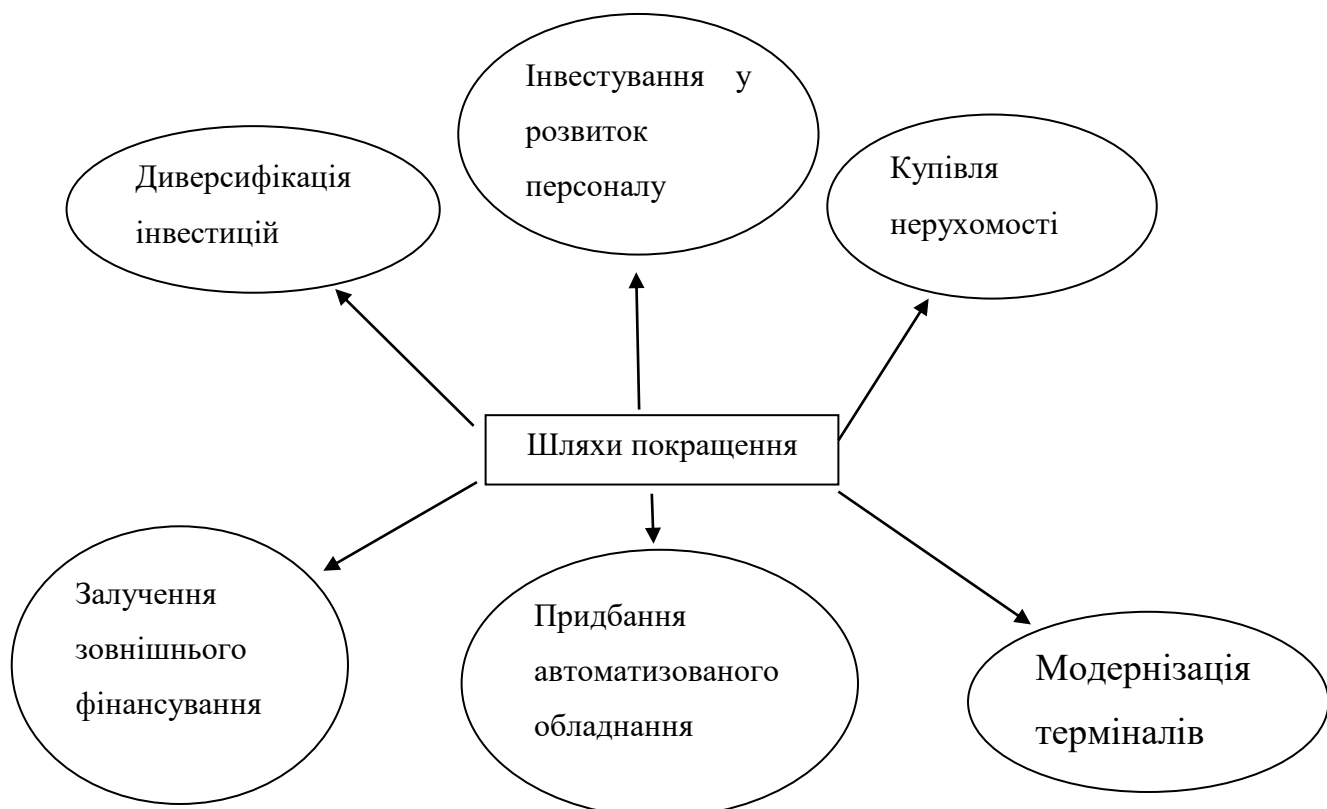 Інвестування у
розвиток
персоналу
Диверсифікація
інвестицій
Купівля
нерухомості
Шляхи покращення
Залучення
зовнішнього
фінансування
Придбання
автоматизованого
обладнання
Модернізація
терміналів